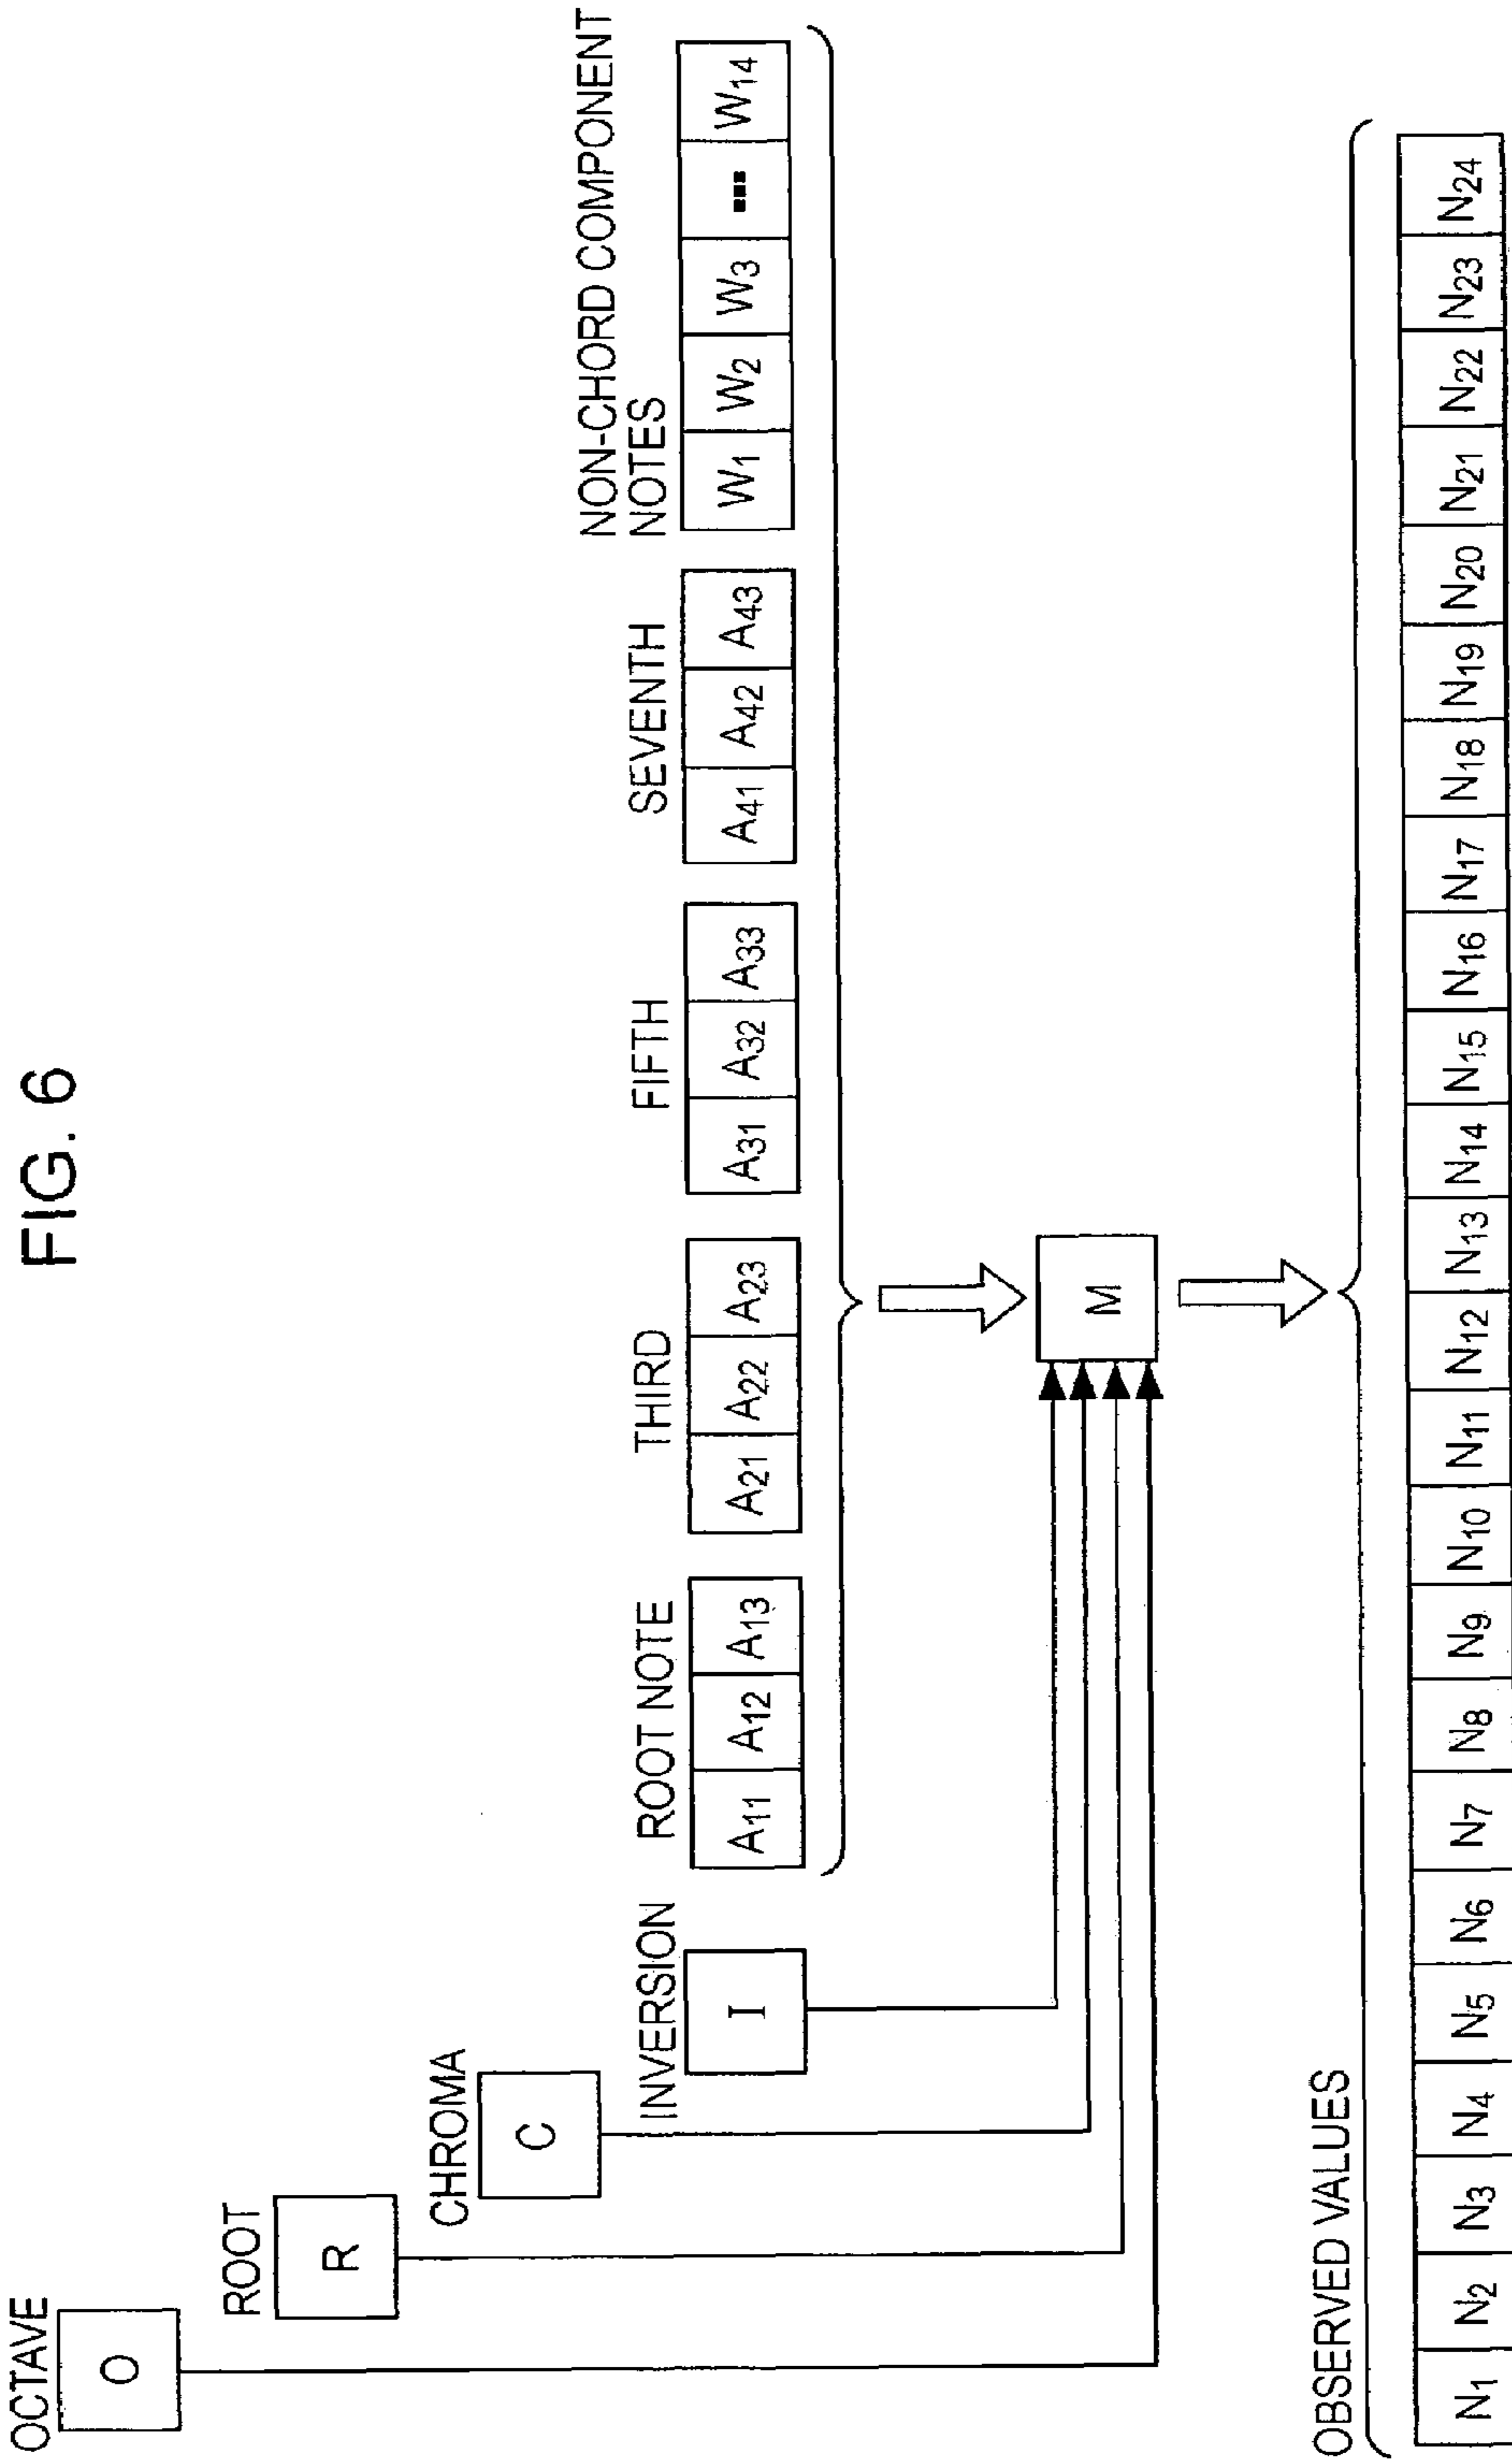 FIG. 6
OCTAVE
O
ROOT
R
CHROMA
C
INVERSION
I
ROOT NOTE
A11 A12 A13
THIRD
A21 A22 A23
FIFTH
A31 A32 A33
SEVENTH
A41 A42 A43
NON-CHORD COMPONENT
NOTES
W1 W2 W3 ... W14
M
OBSERVED VALUES
N1 N2 N3 N4 N5 N6 N7 N8 N9 N10 N11 N12 N13 N14 N15 N16 N17 N18 N19 N20 N21 N22 N23 N24